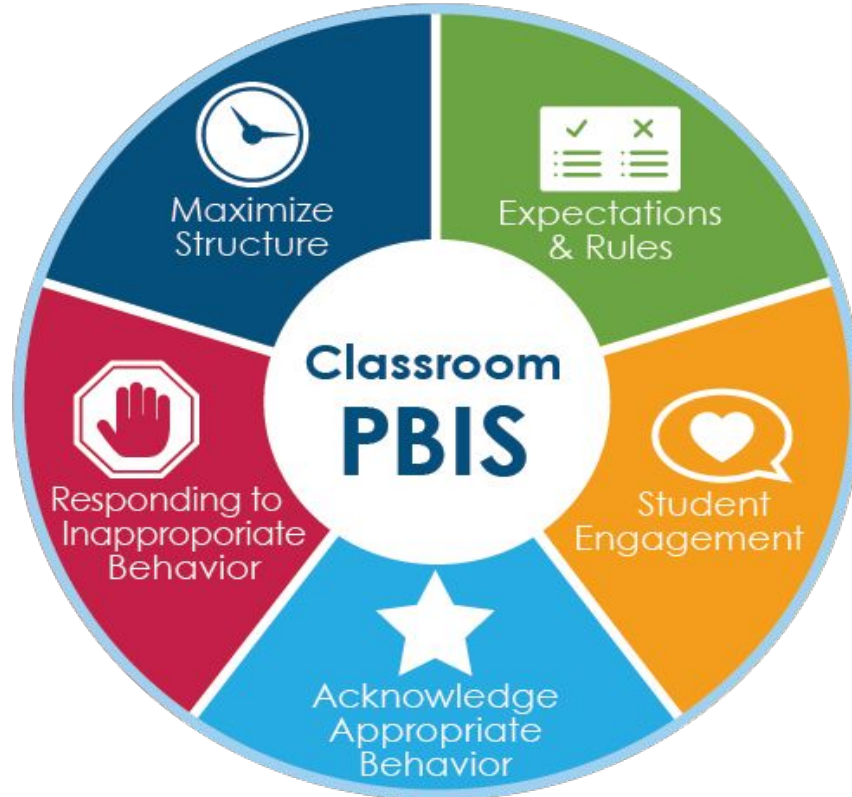 Classroom
PBIS
Maximize
Structure
Expectations
& Rules
Student
Engagement
Acknowledge
Appropriate
Behavior
Responding to
Inapproporiate
Behavior